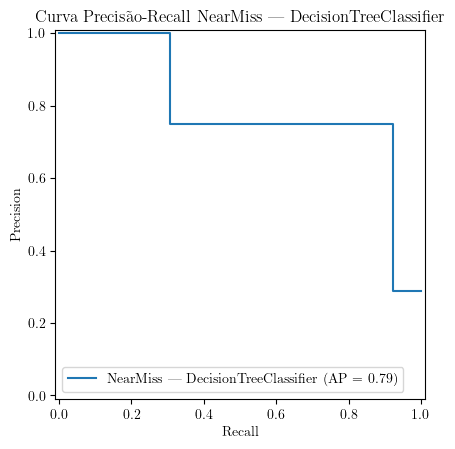 Curva Precisão-Recall NearMiss — DecisionTreeClassifier
1.0
0.8
0.6
0.4
0.2
0.0
Precision
NearMiss — DecisionTreeClassifier (AP = 0.79)
0.0 0.2 0.4 0.6 0.8 1.0
Recall